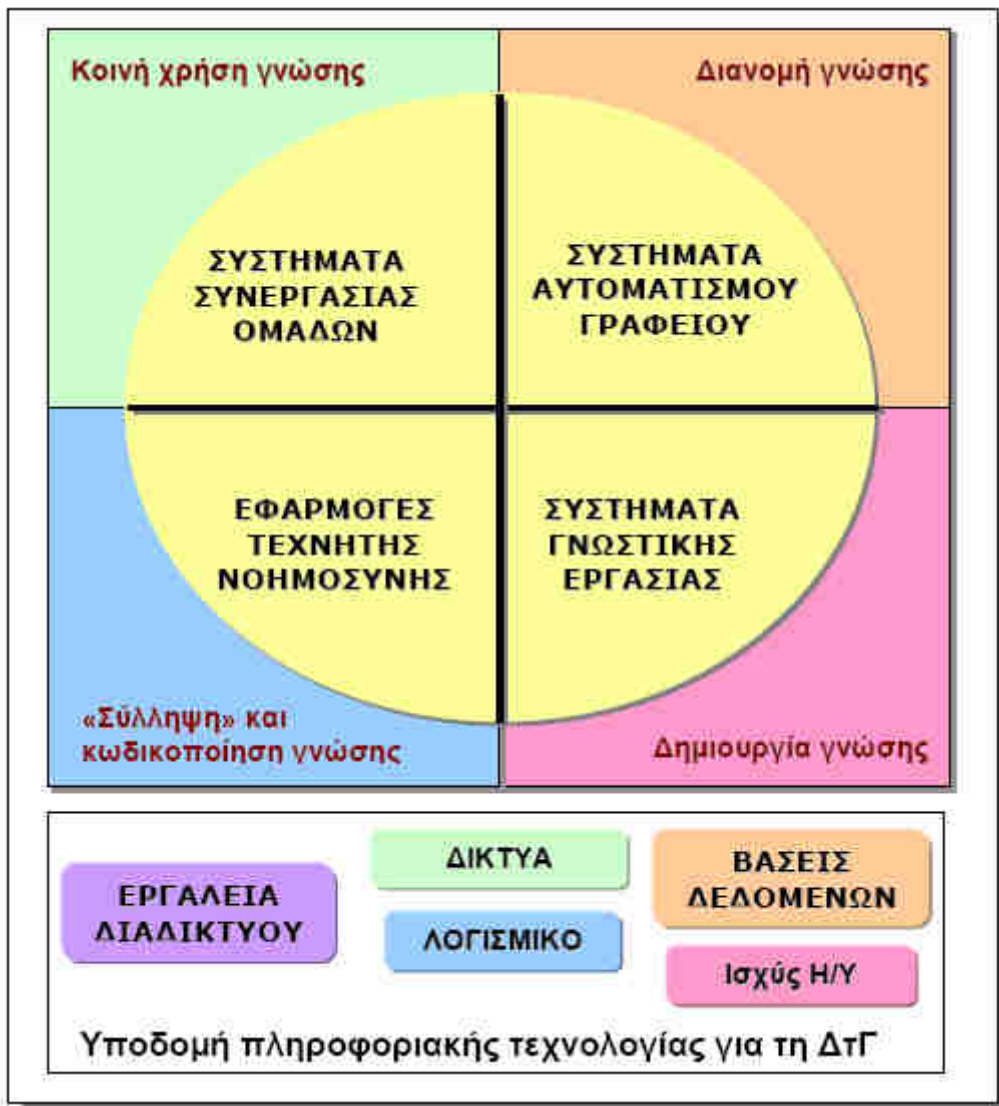 Κοινή χρήση γνώσης
Διανομή γνώσης
ΣΥΣΤΗΜΑΤΑ
ΣΥΝΕΡΓΑΣΙΑΣ
ΟΜΑΔΩΝ
ΣΥΣΤΗΜΑΤΑ
ΑΥΤΟΜΑΤΙΣΜΟΥ
ΓΡΑΦΕΙΟΥ
ΕΦΑΡΜΟΓΕΣ
ΤΕΧΝΗΤΗΣ
ΝΟΗΜΟΣΥΝΗΣ
ΣΥΣΤΗΜΑΤΑ
ΓΝΩΣΤΙΚΗΣ
ΕΡΓΑΣΙΑΣ
«Σύλληψη» και
κωδικοποίηση γνώσης
Δημιουργία γνώσης
ΕΡΓΑΛΕΙΑ
ΔΙΑΔΙΚΤΥΟΥ
ΔΙΚΤΥΑ
ΛΟΓΙΣΜΙΚΟ
ΒΑΣΕΙΣ
ΔΕΔΟΜΕΝΩΝ
Ισχύς Η/Υ
Υποδομή πληροφοριακής τεχνολογίας για τη ΔτΓ